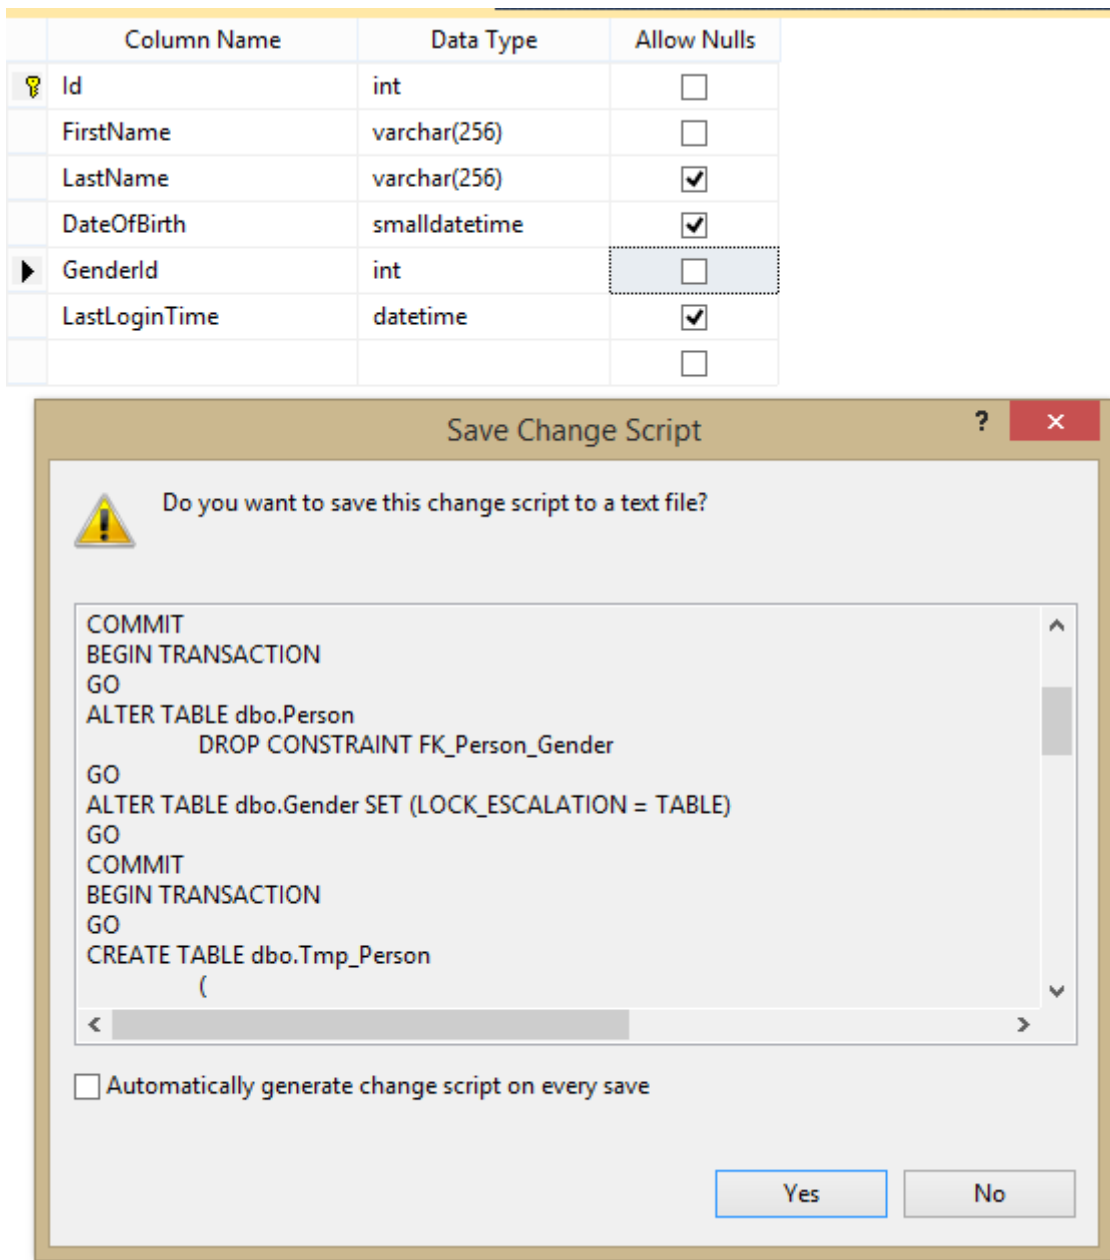 Column Name Data Type Allow Nulls
Id int
FirstName varchar(256)
LastName varchar(256)
DateOfBirth smalldatetime
GenderId int
LastLoginTime datetime
Save Change Script ?
Do you want to save this change script to a text file?
COMMIT
BEGIN TRANSACTION
GO
ALTER TABLE dbo.Person
DROP CONSTRAINT FK_Person_Gender
GO
ALTER TABLE dbo.Gender SET (LOCK_ESCALATION = TABLE)
GO
COMMIT
BEGIN TRANSACTION
GO
CREATE TABLE dbo.Tmp_Person
(
Automatically generate change script on every save
Yes No